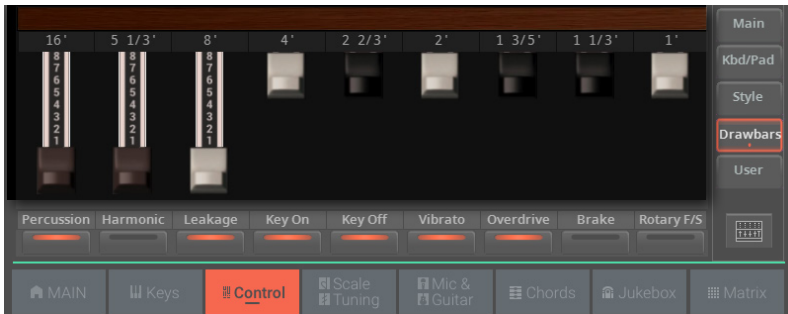 16' 5 1/3' 8' 4' 2 2/3' 2' 1 3/5' 1 1/3' 1'
8 8 8
7 7 7
6 6 6
5 5 5
4 4 4
3 3 3
2 2 2
1 1 1
Main
Kbd/Pad
Style
Drawbars
User
Percussion Harmonic Leakage Key On Key Off Vibrato Overdrive Brake Rotary F/S
MAIN Keys Control Scale Tuning Mic & Guitar Chords Jukebox Matrix